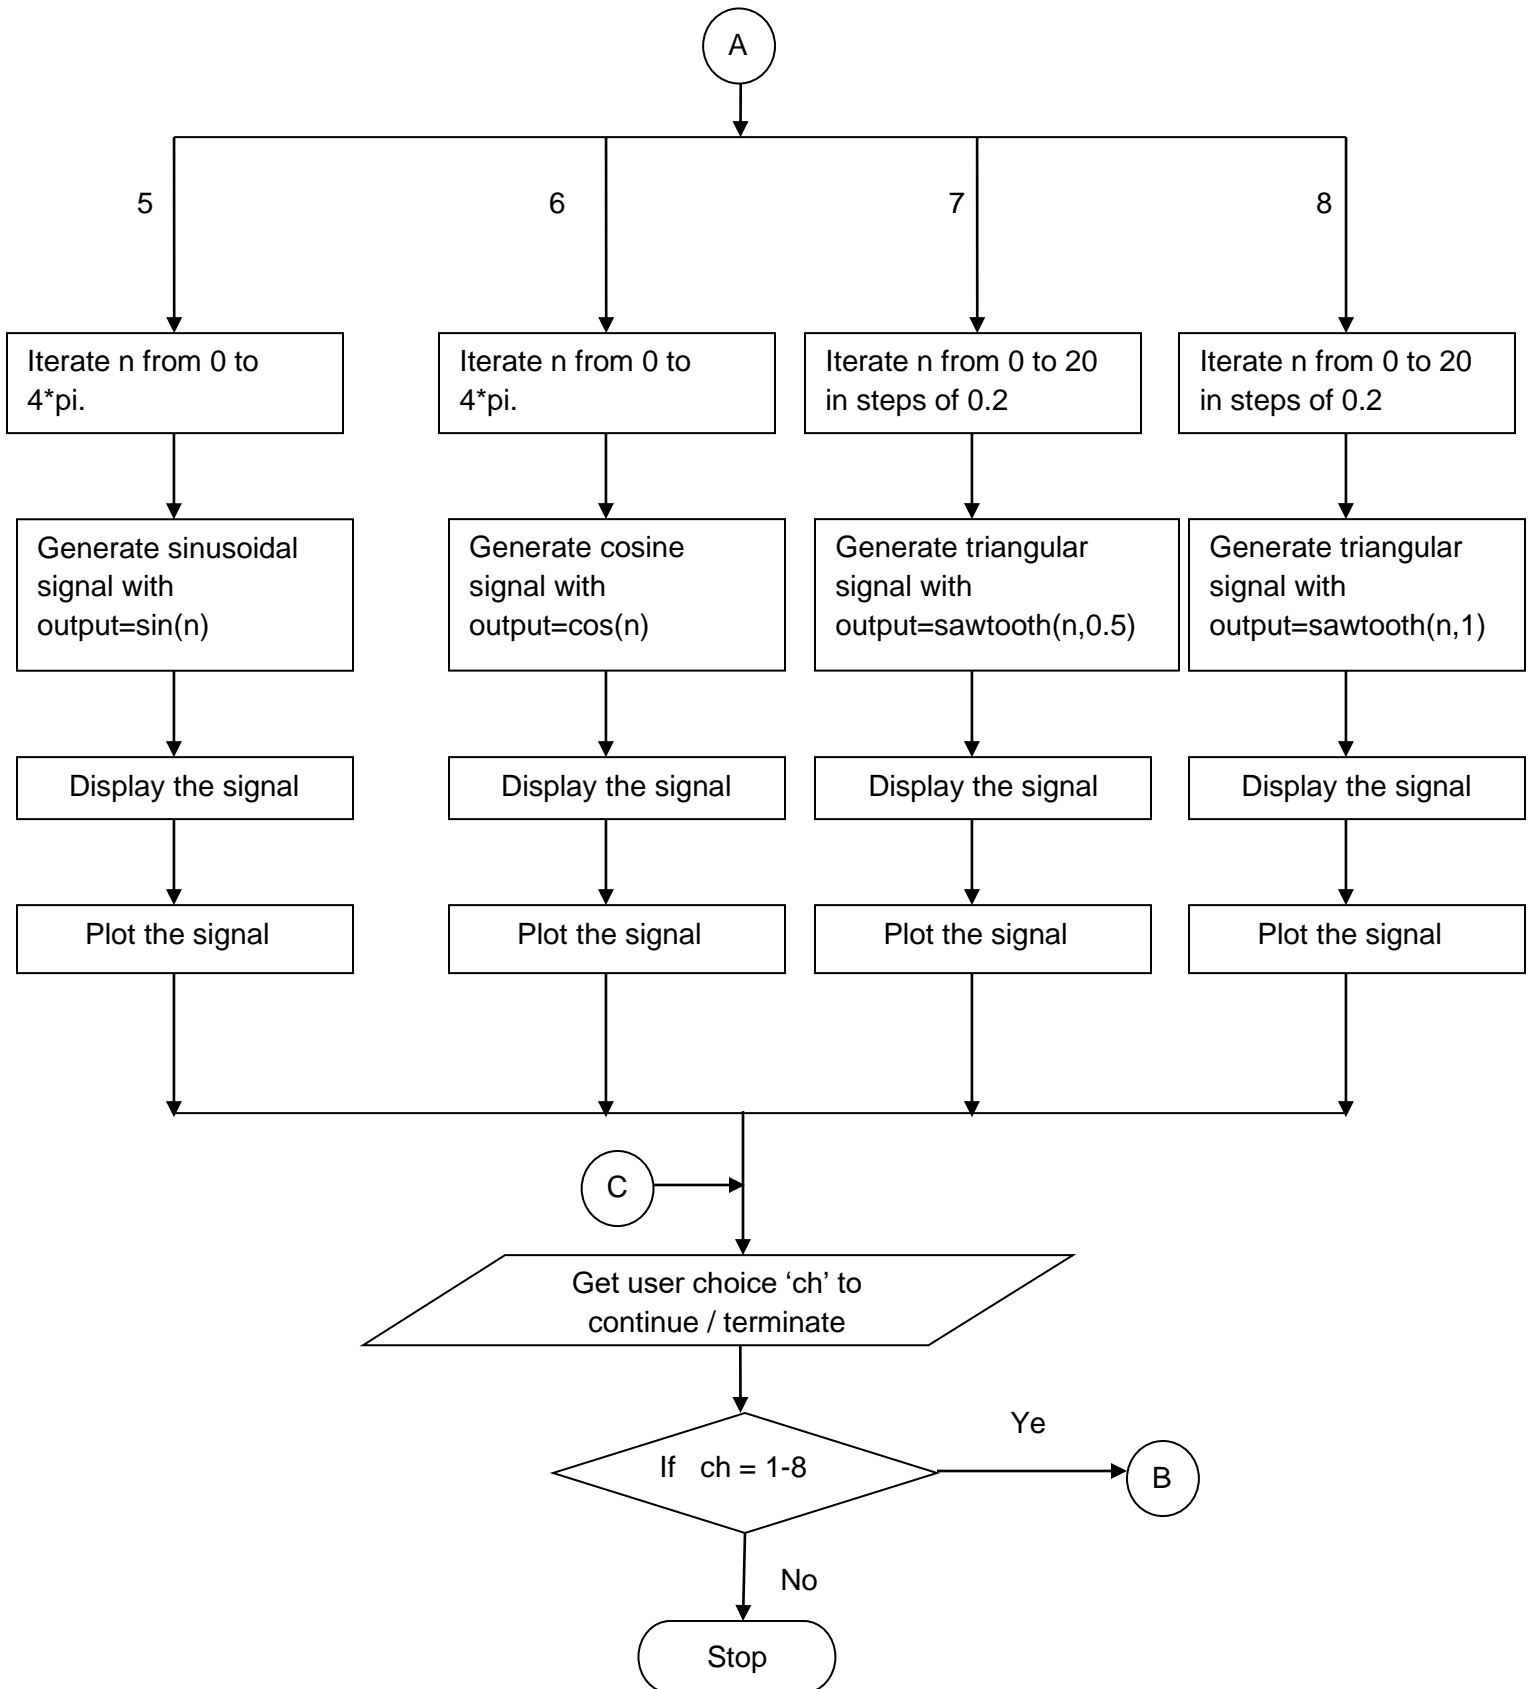 A
5
6
7
8
Iterate n from 0 to
4*pi.
Iterate n from 0 to
4*pi.
Iterate n from 0 to 20
in steps of 0.2
Iterate n from 0 to 20
in steps of 0.2
Generate sinusoidal
signal with
output=sin(n)
Generate cosine
signal with
output=cos(n)
Generate triangular
signal with
output=sawtooth(n,0.5)
Generate triangular
signal with
output=sawtooth(n,1)
Display the signal
Display the signal
Display the signal
Display the signal
Plot the signal
Plot the signal
Plot the signal
Plot the signal
C
Get user choice ‘ch’ to
continue / terminate
If ch = 1-8
Ye
B
No
Stop